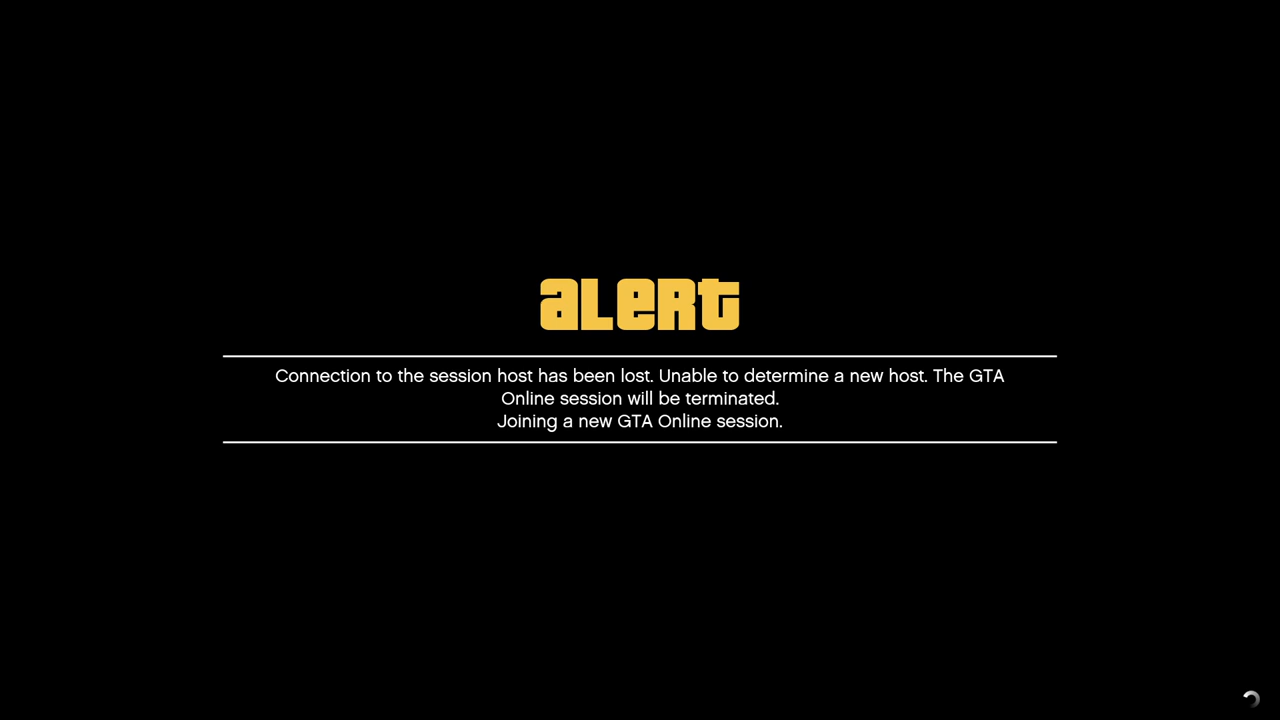 aLeRt
Connection to the session host has been lost. Unable to determine a new host. The GTA
Online session will be terminated.
Joining a new GTA Online session.